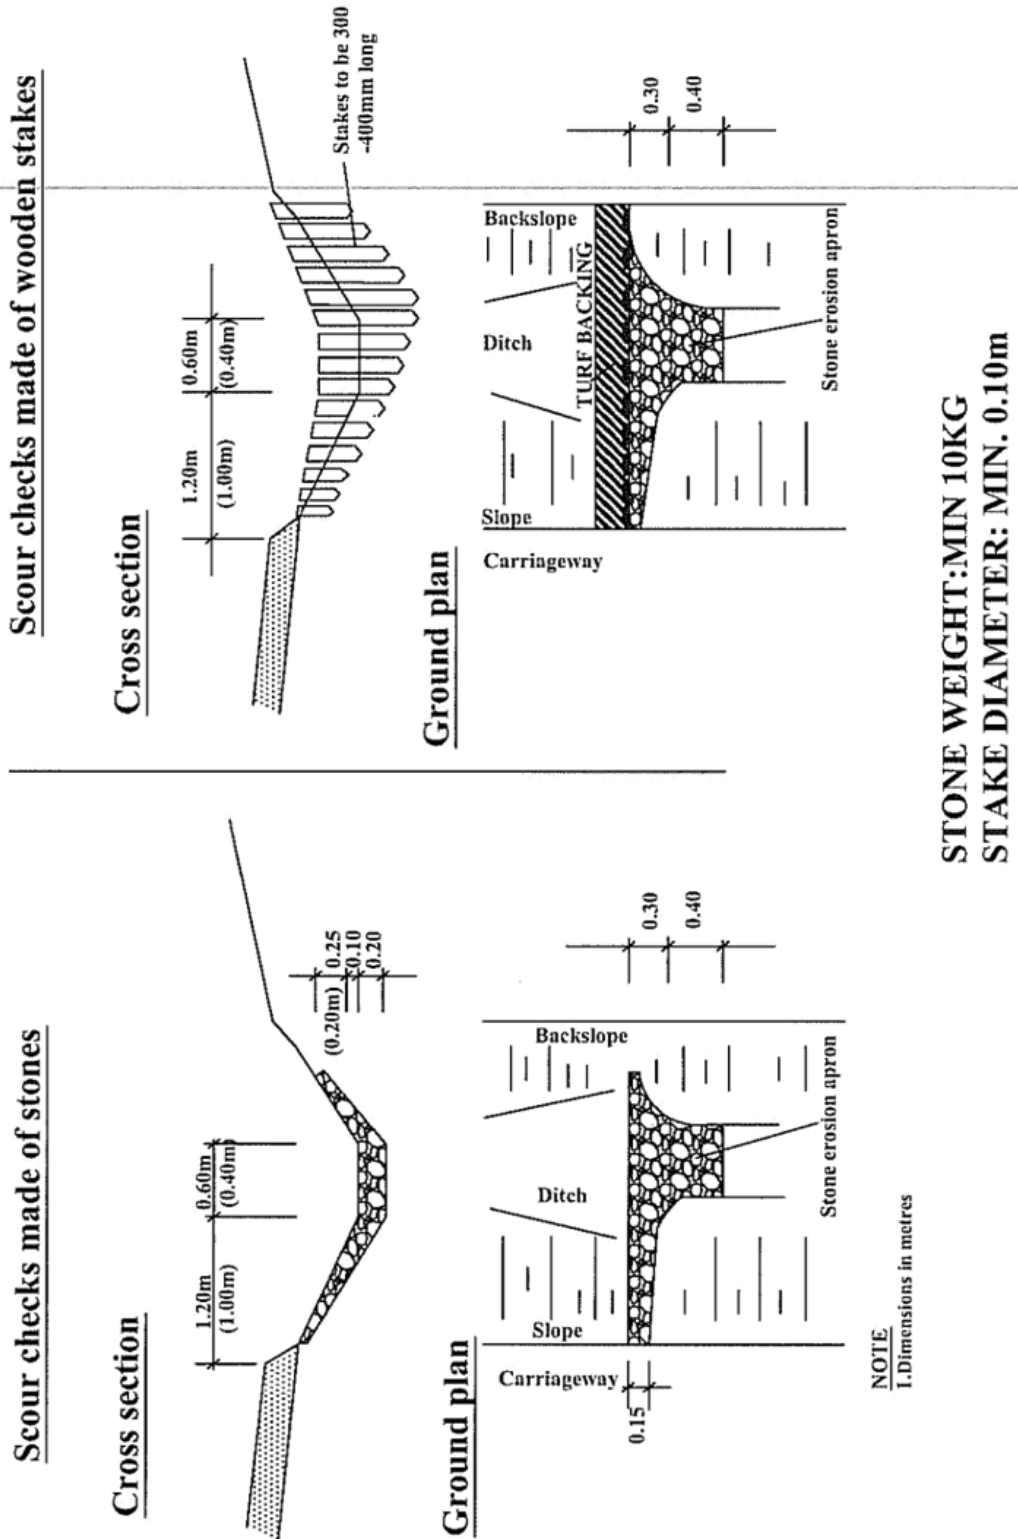 Scour checks made of stones
Cross section
1.20m
(1.00m)
0.60m
(0.40m)
0.25
(0.20m)
0.10
0.20
Ground plan
Carriageway
Slope
Ditch
Backslope
0.15
0.30
0.40
Stone erosion apron
NOTE
1.Dimensions in metres
Scour checks made of wooden stakes
Cross section
1.20m
(1.00m)
0.60m
(0.40m)
Stakes to be 300
-400mm long
Ground plan
Carriageway
Slope
Ditch
Backslope
TURF BACKING
0.30
0.40
Stone erosion apron
STONE WEIGHT:MIN 10KG
STAKE DIAMETER: MIN. 0.10m